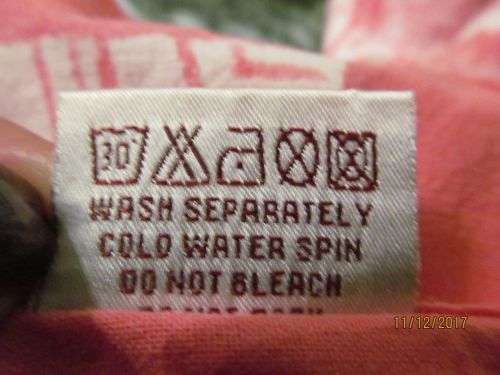 30°
WASH SEPARATELY
COLD WATER SPIN
DO NOT BLEACH
11/12/2017